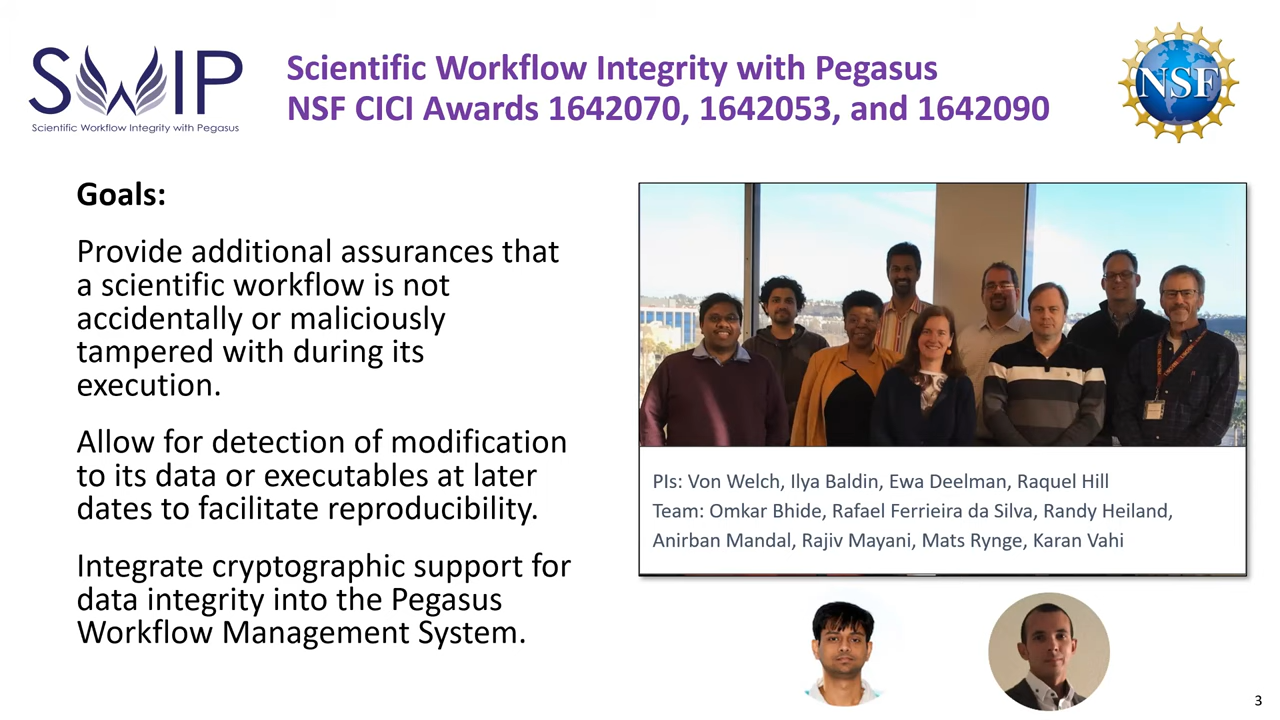 SWIP
Scientific Workflow Integrity with Pegasus
Scientific Workflow Integrity with Pegasus
NSF CICI Awards 1642070, 1642053, and 1642090
NSF
Goals:
Provide additional assurances that
a scientific workflow is not
accidentally or maliciously
tampered with during its
execution.
Allow for detection of modification
to its data or executables at later
dates to facilitate reproducibility.
Integrate cryptographic support for
data integrity into the Pegasus
Workflow Management System.
PIs: Von Welch, Ilya Baldin, Ewa Deelman, Raquel Hill
Team: Omkar Bhide, Rafael Ferrieira da Silva, Randy Heiland,
Anirban Mandal, Rajiv Mayani, Mats Rynge, Karan Vahi
3